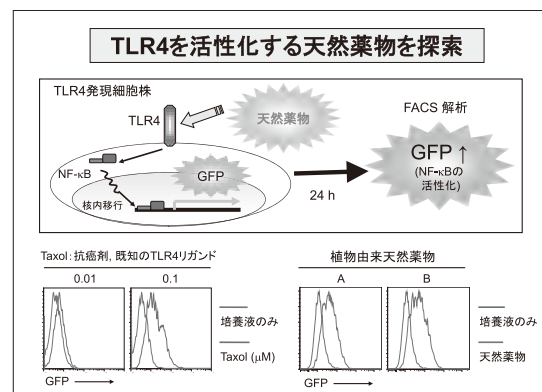 TLR4を活性化する天然薬物を探索
TLR4発現細胞株
TLR4
天然薬物
NF-κB
核内移行
GFP
24 h
FACS 解析
GFP ↑
(NF-κBの
活性化)
Taxol：抗癌剤, 既知のTLR4リガンド
0.01
0.1
培養液のみ
Taxol (μM)
GFP
植物由来天然薬物
A
B
培養液のみ
天然薬物
GFP